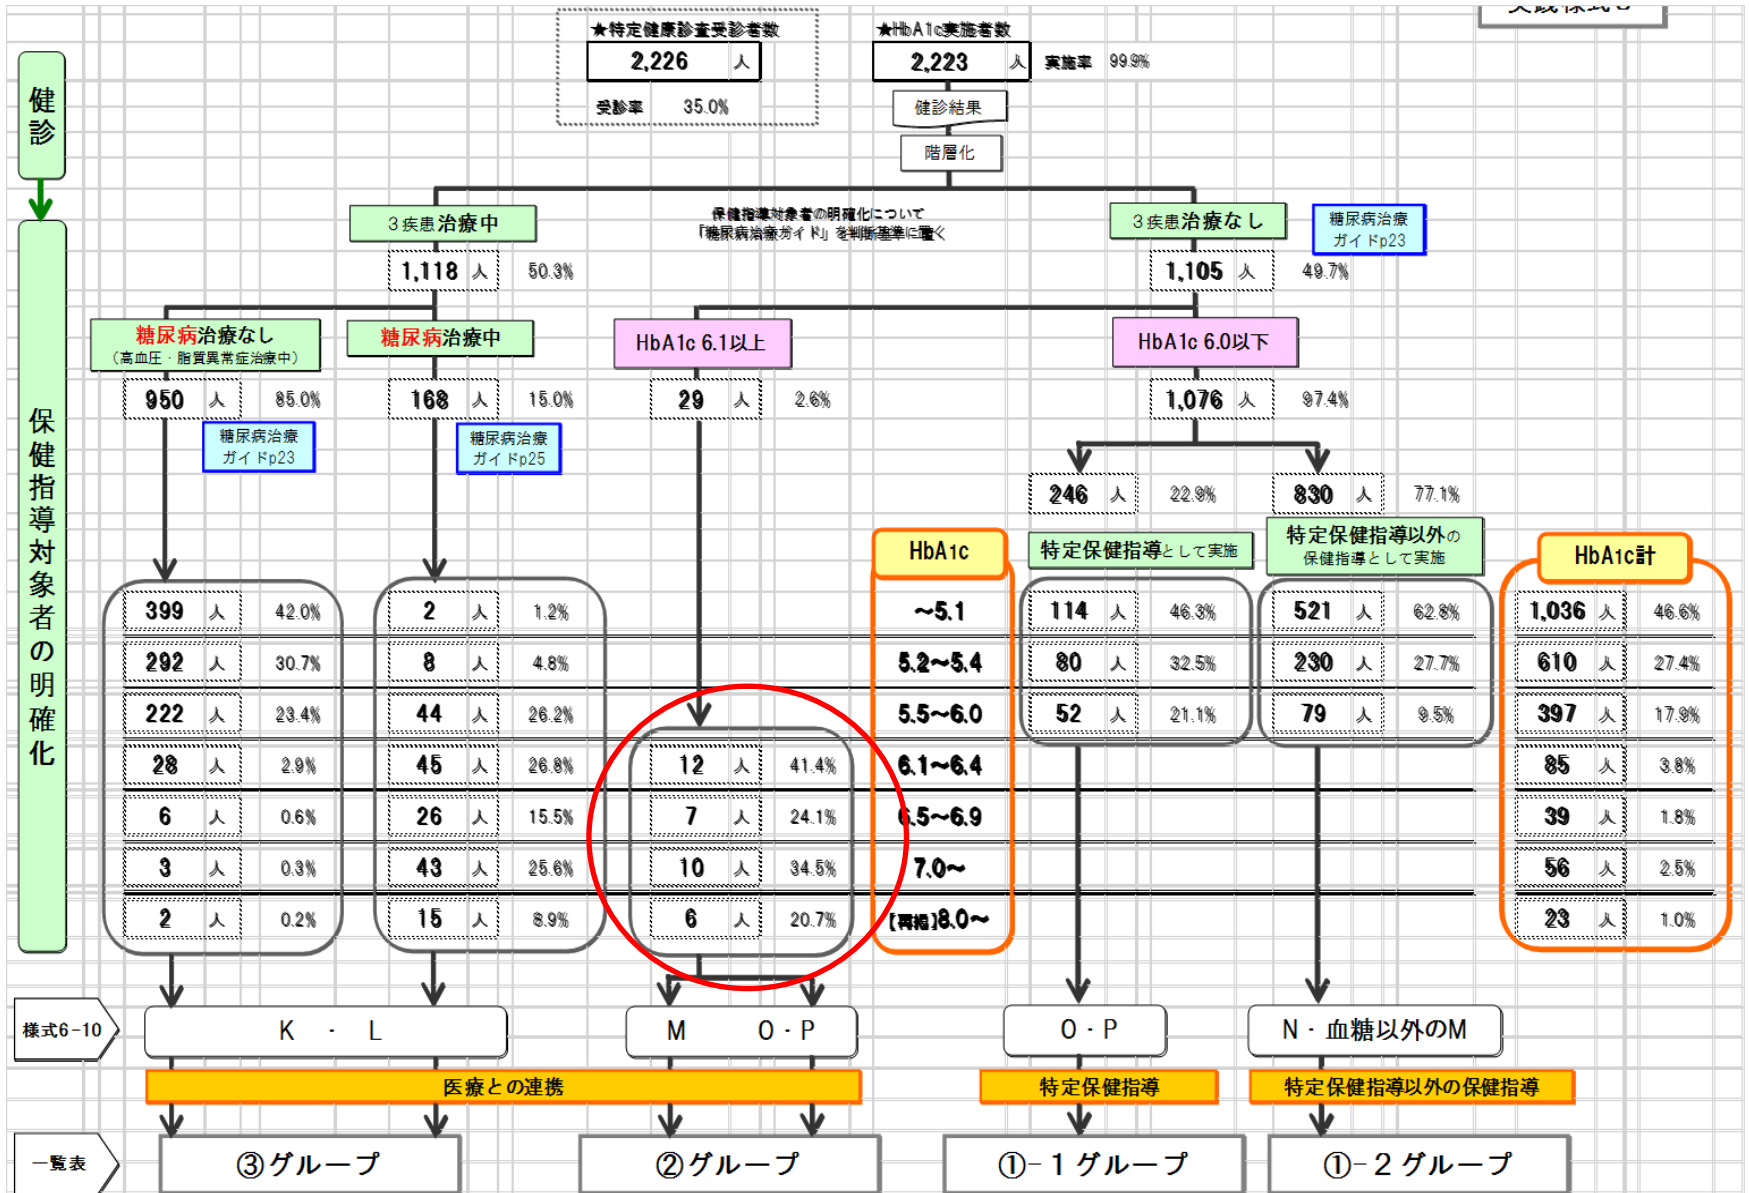 ★特定健康診査受診者数
2,226 人
受診率 35.0%
★HbA1c実施者数
2,223 人 実施率 99.9%
健診結果
階層化
健診
保健指導対象者の明確化
3疾患治療中
1,118 人 50.3%
保健指導対象者の明確化について
「糖尿病治療ガイド」を判断基準に置く
3疾患治療なし
1,105 人 49.7%
糖尿病治療
ガイドp23
糖尿病治療なし
(高血圧・脂質異常症治療中)
950 人 85.0%
糖尿病治療
ガイドp23
糖尿病治療中
168 人 15.0%
糖尿病治療
ガイドp25
HbA1c 6.1以上
29 人 2.6%
HbA1c 6.0以下
1,076 人 97.4%
246 人 22.9%
830 人 77.1%
HbA1c
特定保健指導として実施
特定保健指導以外の
保健指導として実施
HbA1c計
399 人 42.0% 2 人 1.2% ～5.1 114 人 46.3% 521 人 62.8% 1,036 人 46.6%
292 人 30.7% 8 人 4.8% 5.2～5.4 80 人 32.5% 230 人 27.7% 610 人 27.4%
222 人 23.4% 44 人 26.2% 5.5～6.0 52 人 21.1% 79 人 9.5% 397 人 17.9%
28 人 2.9% 45 人 26.8% 12 人 41.4% 6.1～6.4 85 人 3.8%
6 人 0.6% 26 人 15.5% 7 人 24.1% 6.5～6.9 39 人 1.8%
3 人 0.3% 43 人 25.6% 10 人 34.5% 7.0～ 56 人 2.5%
2 人 0.2% 15 人 8.9% 6 人 20.7% 【再掲】8.0～ 23 人 1.0%
様式6-10
K ・ L
M O・P
O・P
N・血糖以外のM
医療との連携
特定保健指導
特定保健指導以外の保健指導
一覧表
③グループ
②グループ
①-1グループ
①-2グループ